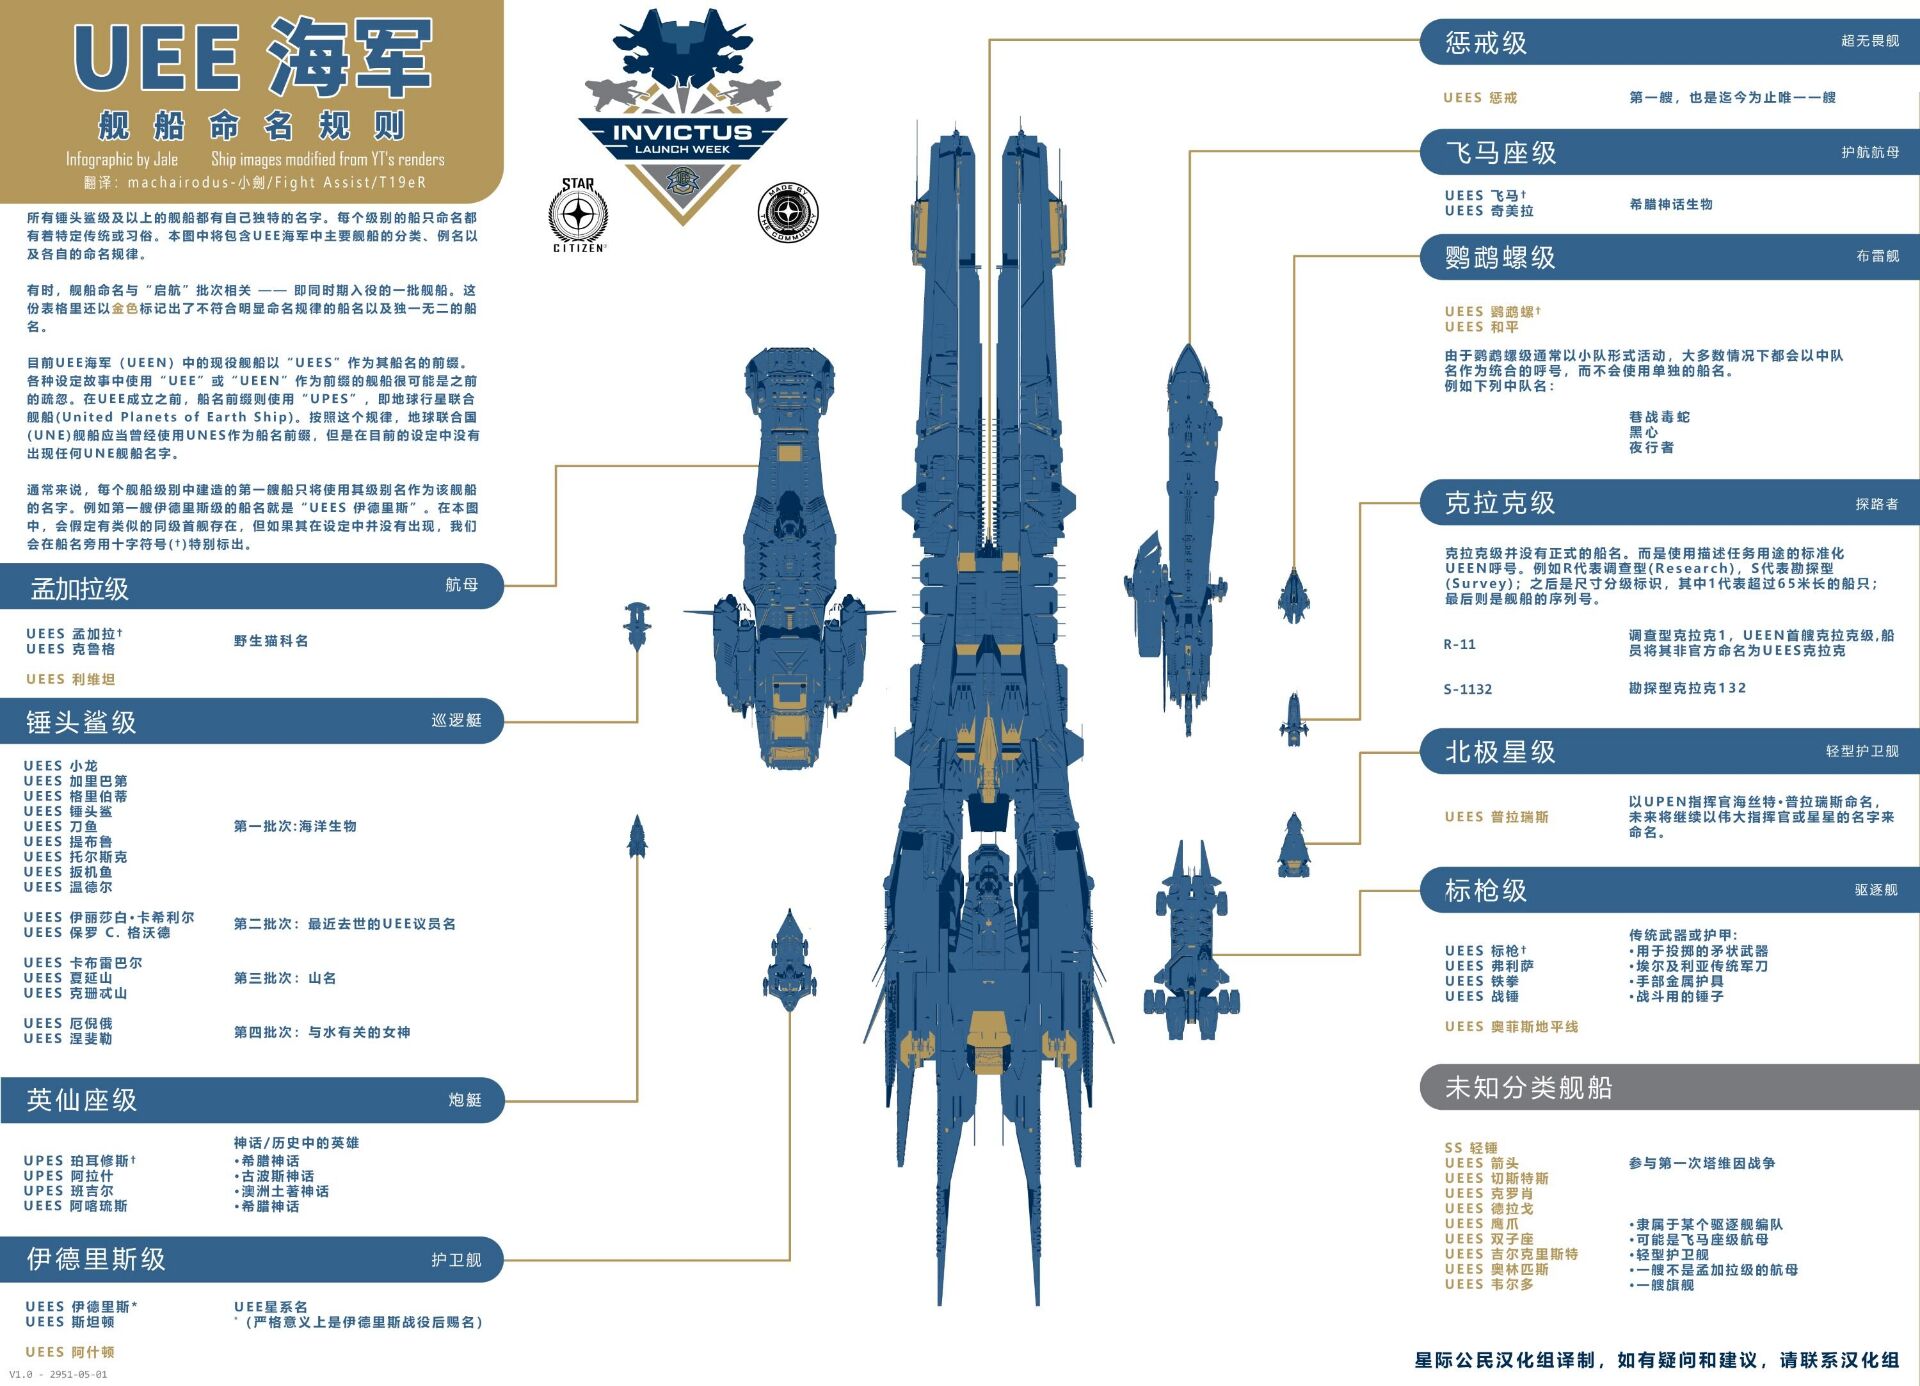 UEE 海军
舰船命名规则
Infographic by Jale Ship images modified from YT's renders
翻译：machairodus-小劍/Fight Assist/T19eR
所有锤头鲨级及以上的舰船都有自己独特的名字。每个级别的船只命名都
有着特定传统或习俗。本图中将包含UEE海军中主要舰船的分类、例名以
及各自的命名规律。
有时，舰船命名与“启航”批次相关 —— 即同时期入役的一批舰船。这
份表格里还以金色标记出了不符合明显命名规律的船名以及独一无二的船
名。
目前UEE海军（UEEN）中的现役舰船以“UEES”作为其船名的前缀。
各种设定故事中使用“UEE”或“UEEN”作为前缀的舰船很可能是之前
的疏忽。在UEE成立之前，船名前缀则使用“UPES”，即地球行星联合
舰船(United Planets of Earth Ship)。按照这个规律，地球联合国
(UNE)舰船应当曾经使用UNES作为船名前缀，但是在目前的设定中没有
出现任何UNE舰船名字。
通常来说，每个舰船级别中建造的第一艘船只将使用其级别名作为该舰船
的名字。例如第一艘伊德里斯级的船名就是“UEES 伊德里斯”。在本图
中，会假定有类似的同级首舰存在，但如果其在设定中并没有出现，我们
会在船名旁用十字符号(†)特别标出。
孟加拉级 航母
UEES 孟加拉†
UEES 克鲁格
野生猫科名
UEES 利维坦
锤头鲨级 巡逻艇
UEES 小龙
UEES 加里巴第
UEES 格里伯蒂
UEES 锤头鲨
UEES 刀鱼
UEES 提布鲁
UEES 托尔斯克
UEES 扳机鱼
UEES 温德尔
第一批次:海洋生物
UEES 伊丽莎白·卡希利尔
UEES 保罗 C. 格沃德
第二批次：最近去世的UEE议员名
UEES 卡布雷巴尔
UEES 夏延山
UEES 克珊忒山
第三批次：山名
UEES 厄倪俄
UEES 涅斐勒
第四批次：与水有关的女神
英仙座级 炮艇
神话/历史中的英雄
UPES 珀耳修斯† •希腊神话
UPES 阿拉什 •古波斯神话
UPES 班吉尔 •澳洲土著神话
UEES 阿喀琉斯 •希腊神话
伊德里斯级 护卫舰
UEES 伊德里斯* UEE星系名
UEES 斯坦顿 *（严格意义上是伊德里斯战役后赐名）
UEES 阿什顿
V1.0 - 2951-05-01
INVICTUS
LAUNCH WEEK
UEE
STAR
CITIZEN®
MADE BY
THE COMMUNITY
惩戒级 超无畏舰
UEES 惩戒 第一艘，也是迄今为止唯一一艘
飞马座级 护航航母
UEES 飞马†
UEES 奇美拉
希腊神话生物
鹦鹉螺级 布雷舰
UEES 鹦鹉螺†
UEES 和平
由于鹦鹉螺级通常以小队形式活动，大多数情况下都会以中队
名作为统合的呼号，而不会使用单独的船名。
例如下列中队名：
巷战毒蛇
黑心
夜行者
克拉克级 探路者
克拉克级并没有正式的船名。而是使用描述任务用途的标准化
UEEN呼号。例如R代表调查型(Research)，S代表勘探型
(Survey)；之后是尺寸分级标识，其中1代表超过65米长的船只；
最后则是舰船的序列号。
R-11 调查型克拉克1，UEEN首艘克拉克级,船
员将其非官方命名为UEES克拉克
S-1132 勘探型克拉克132
北极星级 轻型护卫舰
UEES 普拉瑞斯
以UPEN指挥官海丝特·普拉瑞斯命名，
未来将继续以伟大指挥官或星星的名字来
命名。
标枪级 驱逐舰
传统武器或护甲:
UEES 标枪† •用于投掷的矛状武器
UEES 弗利萨 •埃尔及利亚传统军刀
UEES 铁拳 •手部金属护具
UEES 战锤 •战斗用的锤子
UEES 奥菲斯地平线
未知分类舰船
SS 轻锤
UEES 箭头 参与第一次塔维因战争
UEES 切斯特斯
UEES 克罗肖
UEES 德拉戈
UEES 鹰爪 •隶属于某个驱逐舰编队
UEES 双子座 •可能是飞马座级航母
UEES 吉尔克里斯特 •轻型护卫舰
UEES 奥林匹斯 •一艘不是孟加拉级的航母
UEES 韦尔多 •一艘旗舰
星际公民汉化组译制，如有疑问和建议，请联系汉化组